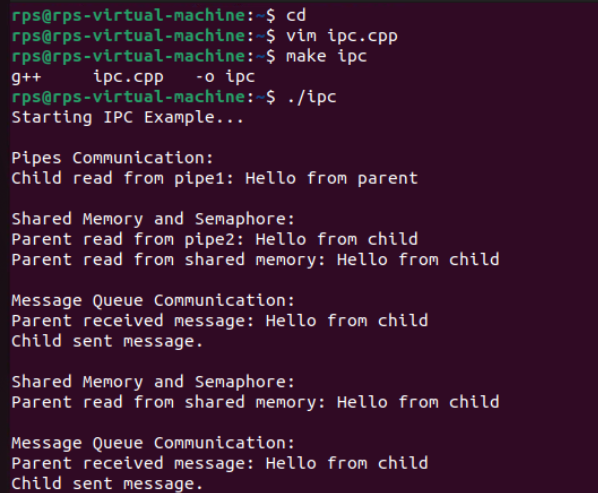 rps@rps-virtual-machine:~$ cd
rps@rps-virtual-machine:~$ vim ipc.cpp
rps@rps-virtual-machine:~$ make ipc
g++     ipc.cpp   -o ipc
rps@rps-virtual-machine:~$ ./ipc
Starting IPC Example...
Pipes Communication:
Child read from pipe1: Hello from parent
Shared Memory and Semaphore:
Parent read from pipe2: Hello from child
Parent read from shared memory: Hello from child
Message Queue Communication:
Parent received message: Hello from child
Child sent message.
Shared Memory and Semaphore:
Parent read from shared memory: Hello from child
Message Queue Communication:
Parent received message: Hello from child
Child sent message.